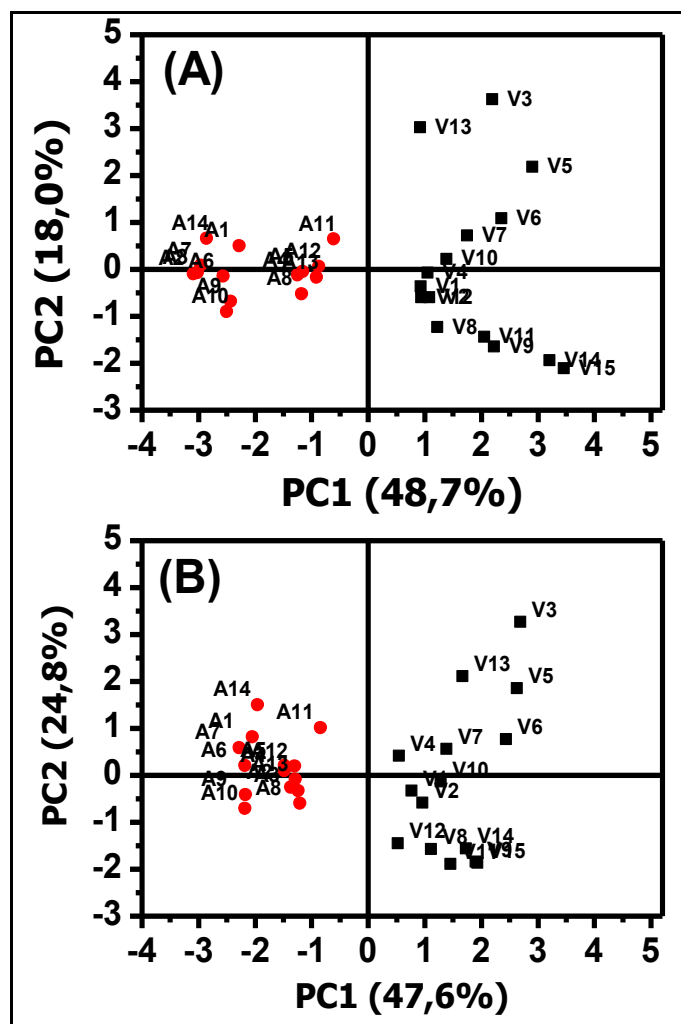 (A)
5
4
3
2
1
0
-1
-2
-3
PC2 (18,0%)
V3
V13
V5
V6
V7
V10
V4
V1
V12
V8
V11
V9
V14
V15
A14
A1
A11
A7
A6
A12
A13
A9
A8
A10
-4 -3 -2 -1 0 1 2 3 4 5
PC1 (48,7%)
(B)
5
4
3
2
1
0
-1
-2
-3
PC2 (24,8%)
V3
V13
V5
V6
V4
V7
V10
V2
V12
V8
V14
V15
A14
A11
A1
A7
A6
A9
A10
A8
-4 -3 -2 -1 0 1 2 3 4 5
PC1 (47,6%)